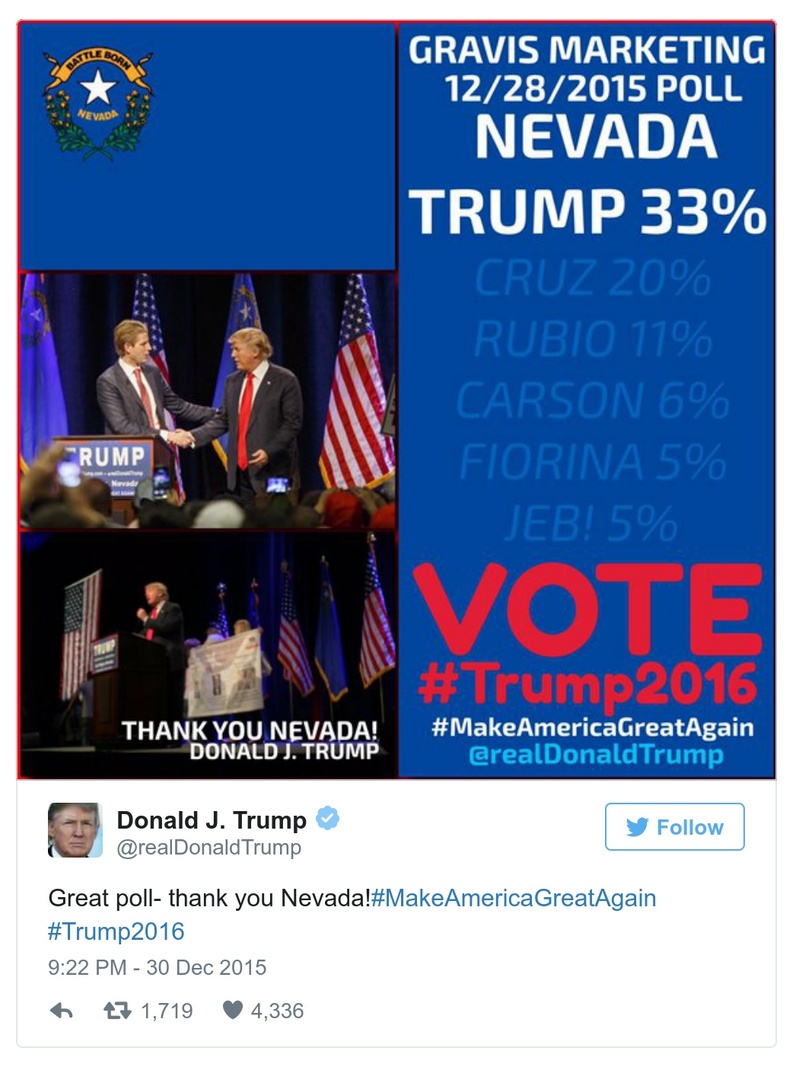 BATTLE BORN
NEVADA
GRAVIS MARKETING
12/28/2015 POLL
NEVADA
TRUMP 33%
CRUZ 20%
RUBIO 11%
CARSON 6%
FIORINA 5%
JEB! 5%
VOTE
#Trump2016
#MakeAmericaGreatAgain
@realDonaldTrump
TRUMP
Nevada
TRUMP
THANK YOU NEVADA!
DONALD J. TRUMP
Donald J. Trump
@realDonaldTrump
Follow
Great poll- thank you Nevada!#MakeAmericaGreatAgain
#Trump2016
9:22 PM - 30 Dec 2015
1,719 4,336